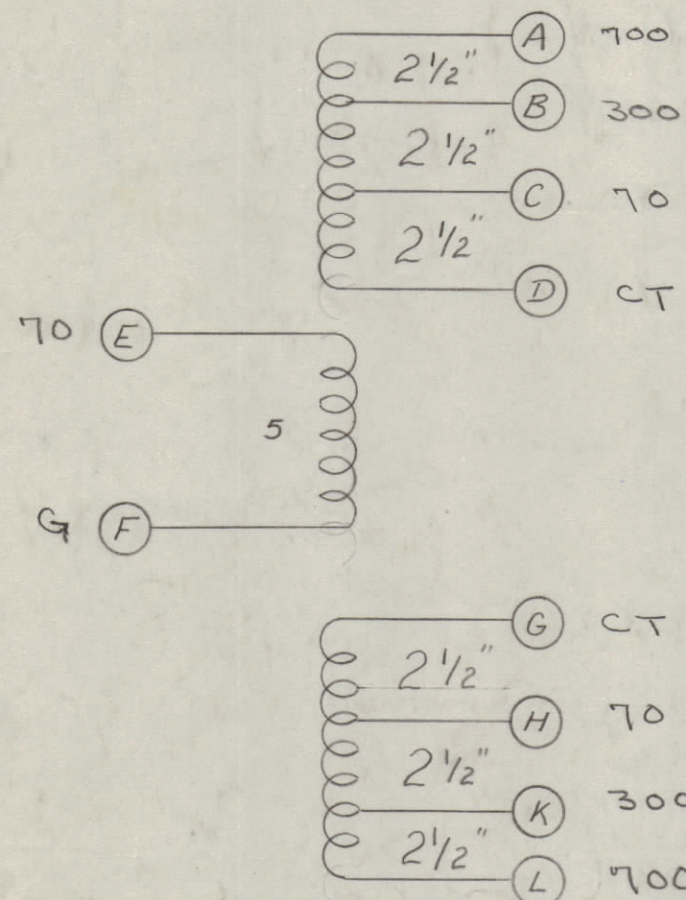 A 700
2 1/2"
B 300
2 1/2"
C 70
2 1/2"
D CT
70 E
5
G F
G CT
2 1/2"
H 70
2 1/2"
K 300
2 1/2"
L 700